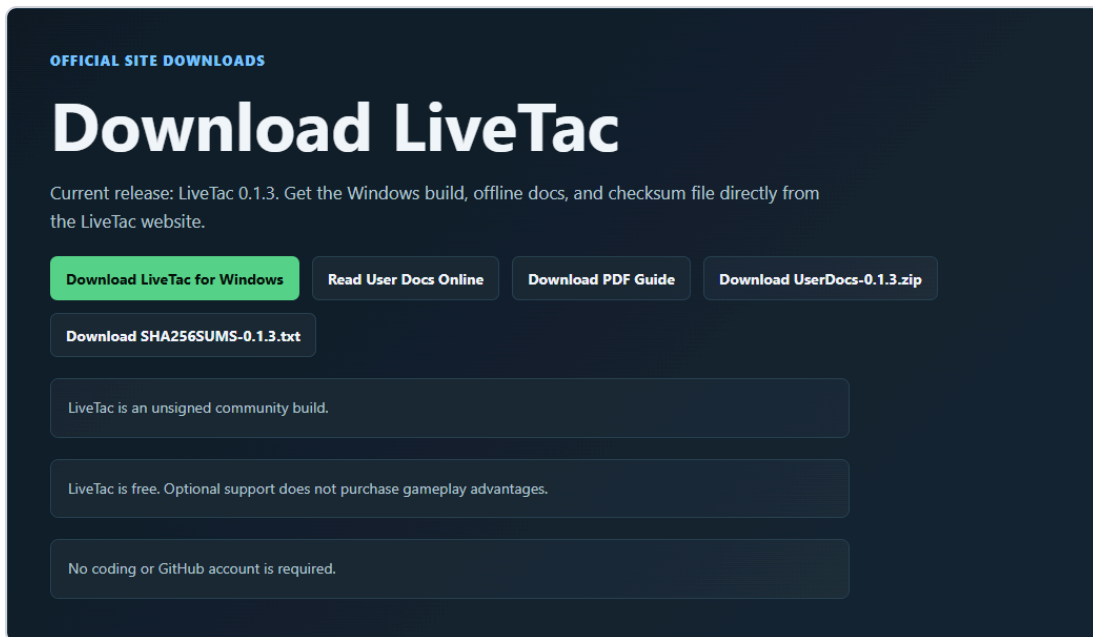 OFFICIAL SITE DOWNLOADS
Download LiveTac
Current release: LiveTac 0.1.3. Get the Windows build, offline docs, and checksum file directly from
the LiveTac website.
Download LiveTac for Windows
Read User Docs Online
Download PDF Guide
Download UserDocs-0.1.3.zip
Download SHA256SUMS-0.1.3.txt
LiveTac is an unsigned community build.
LiveTac is free. Optional support does not purchase gameplay advantages.
No coding or GitHub account is required.